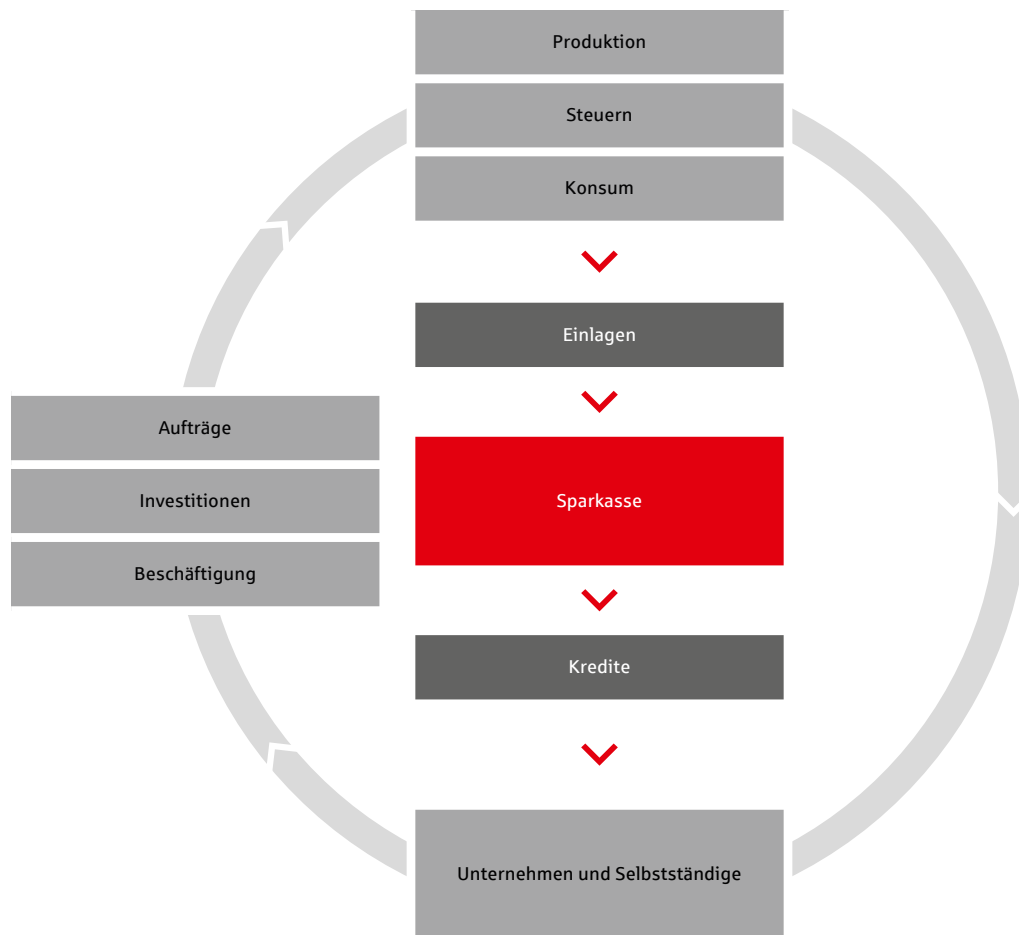 Produktion
Steuern
Konsum
Einlagen
Aufträge
Investitionen
Beschäftigung
Sparkasse
Kredite
Unternehmen und Selbstständige